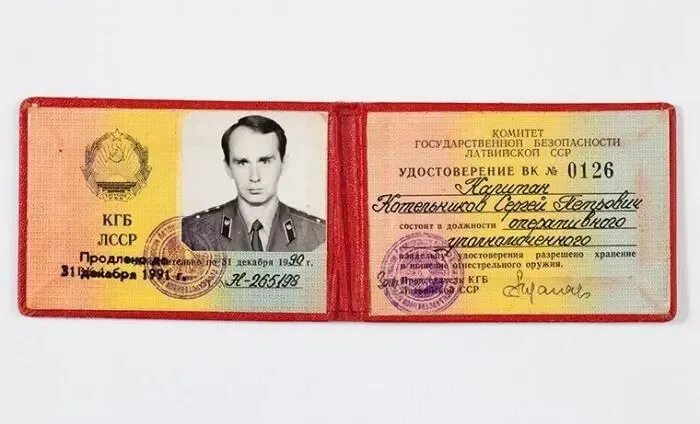 КГБ
ЛССР
Продлено до
31 декабря 1991 г.
Действительно по 31 декабря 1990 г.
Н-265198
КОМИТЕТ
ГОСУДАРСТВЕННОЙ БЕЗОПАСНОСТИ
ЛАТВИЙСКОЙ ССР
УДОСТОВЕРЕНИЕ ВК № 0126
Капитан
Котельников Сергей Петрович
состоит в должности оперативного
уполномоченного
владельцу удостоверения разрешено хранение
и ношение огнестрельного оружия.
Председатель КГБ
Латвийской ССР